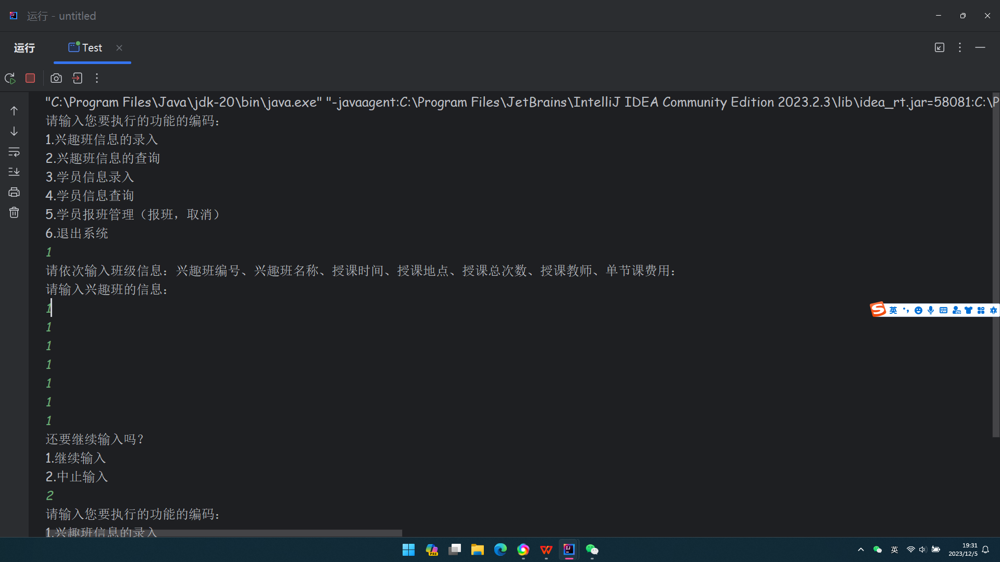 运行 - untitled
运行
Test
"C:\Program Files\Java\jdk-20\bin\java.exe" "-javaagent:C:\Program Files\JetBrains\IntelliJ IDEA Community Edition 2023.2.3\lib\idea_rt.jar=58081:C:\P
请输入您要执行的功能的编码：
1.兴趣班信息的录入
2.兴趣班信息的查询
3.学员信息录入
4.学员信息查询
5.学员报班管理（报班，取消）
6.退出系统
1
请依次输入班级信息：兴趣班编号、兴趣班名称、授课时间、授课地点、授课总次数、授课教师、单节课费用：
请输入兴趣班的信息：
1
1
1
1
1
1
1
还要继续输入吗？
1.继续输入
2.中止输入
2
请输入您要执行的功能的编码：
1.兴趣班信息的录入
英
英
19:31
2023/12/5